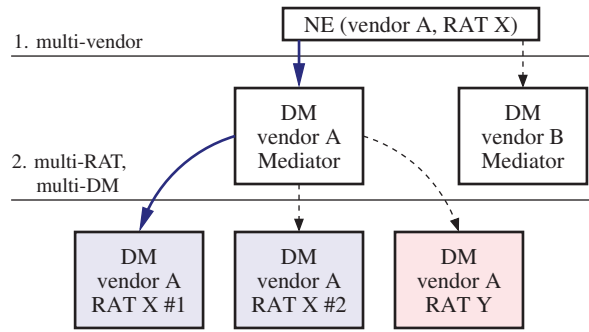 NE (vendor A, RAT X)
1. multi-vendor
DM
vendor A
Mediator
DM
vendor B
Mediator
2. multi-RAT,
multi-DM
DM
vendor A
RAT X #1
DM
vendor A
RAT X #2
DM
vendor A
RAT Y